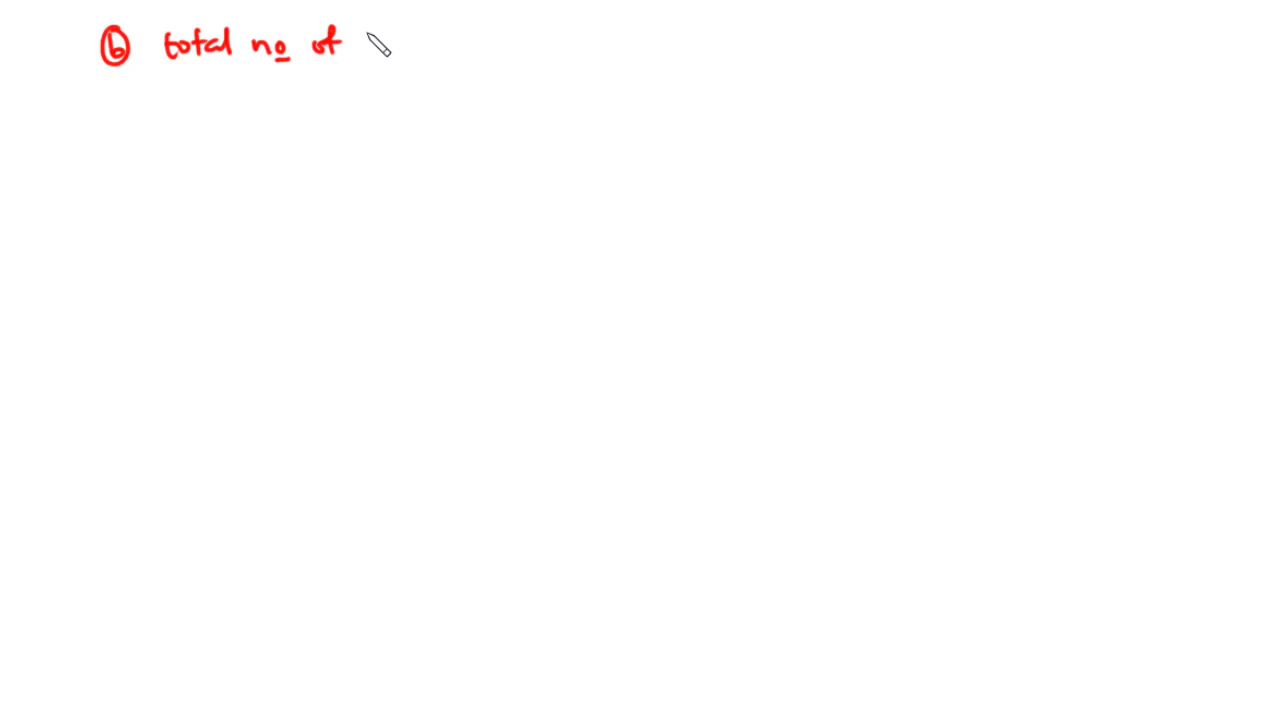 ⓑ total no of